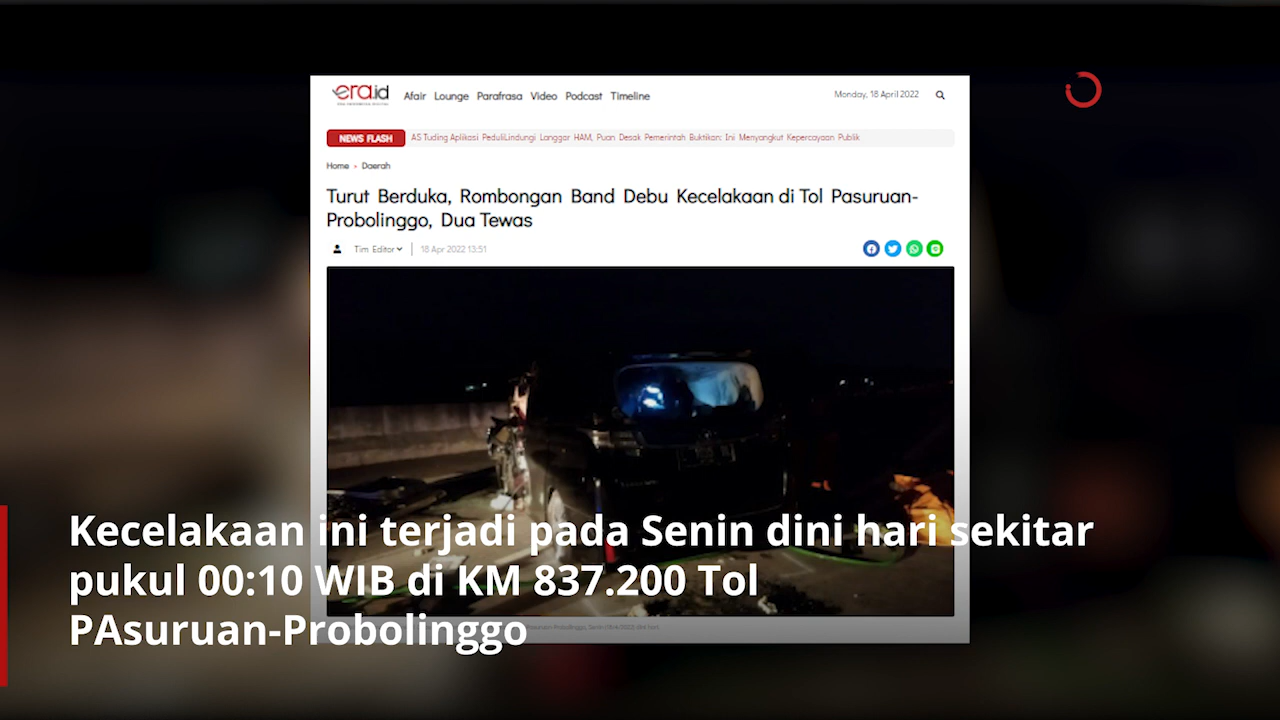 era.id
Afair Lounge Parafrasa Video Podcast Timeline
Monday, 18 April 2022
NEWS FLASH
AS Tuding Aplikasi PeduliLindungi Langgar HAM, Puan Desak Pemerintah Buktikan: Ini Menyangkut Kepercayaan Publik
Home • Daerah
Turut Berduka, Rombongan Band Debu Kecelakaan di Tol Pasuruan-
Probolinggo, Dua Tewas
Tim Editor
18 Apr 2022 13:51
Kecelakaan ini terjadi pada Senin dini hari sekitar
pukul 00:10 WIB di KM 837.200 Tol
PAsuruan-Probolinggo